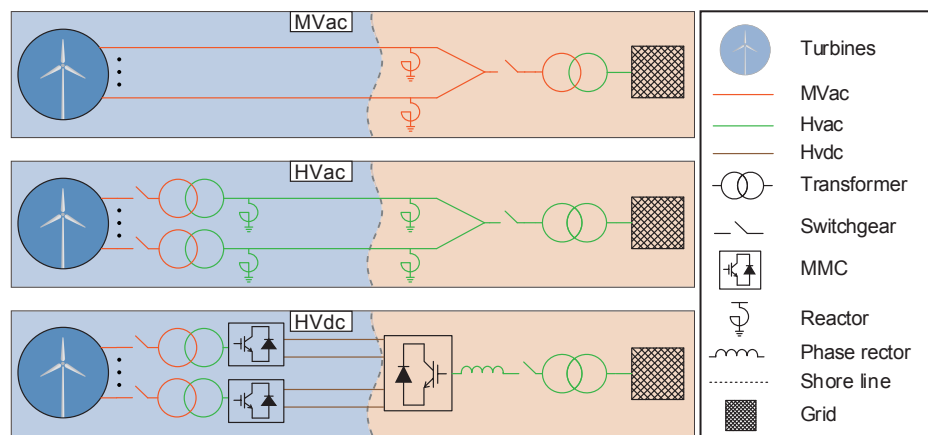 MVac
HVac
HVdc
Turbines
MVac
Hvac
Hvdc
Transformer
Switchgear
MMC
Reactor
Phase rector
Shore line
Grid